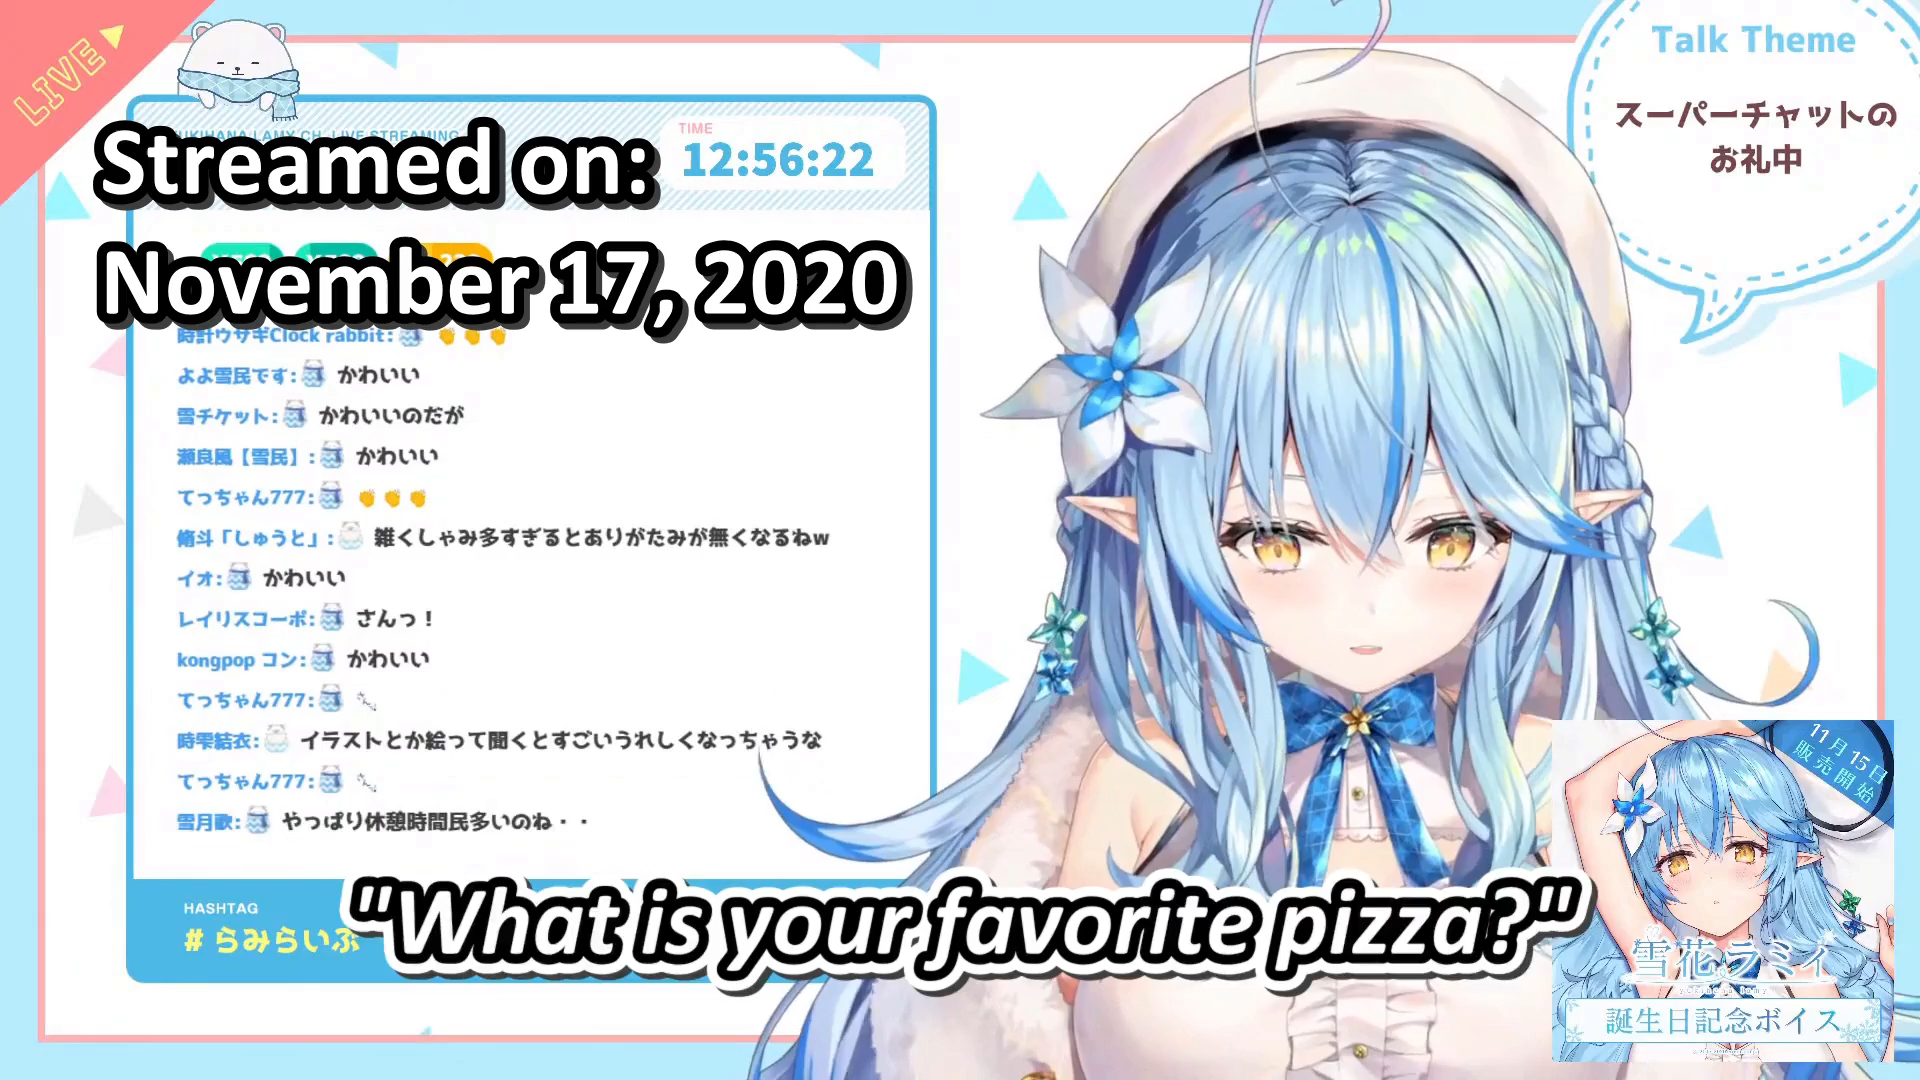 LIVE
YUKIHANA LAMY CH. LIVE STREAMING
TIME
12:56:22
Talk Theme
スーパーチャットの
お礼中
Streamed on:
November 17, 2020
時計ウサギClock rabbit:
よよ雪民です: かわいい
雪チケット: かわいいのだが
瀬良風【雪民】: かわいい
てっちゃん777:
脩斗「しゅうと」: 雑くしゃみ多すぎるとありがたみが無くなるねw
イオ: かわいい
レイリスコーポ: さんっ！
kongpop コン: かわいい
てっちゃん777:
時雫結衣: イラストとか絵って聞くとすごいうれしくなっちゃうな
てっちゃん777:
雪月歌: やっぱり休憩時間民多いのね・・
HASHTAG
# らみらいぶ
"What is your favorite pizza?"
11月15日
販売開始
雪花ラミィ
yukihana lamy
誕生日記念ボイス